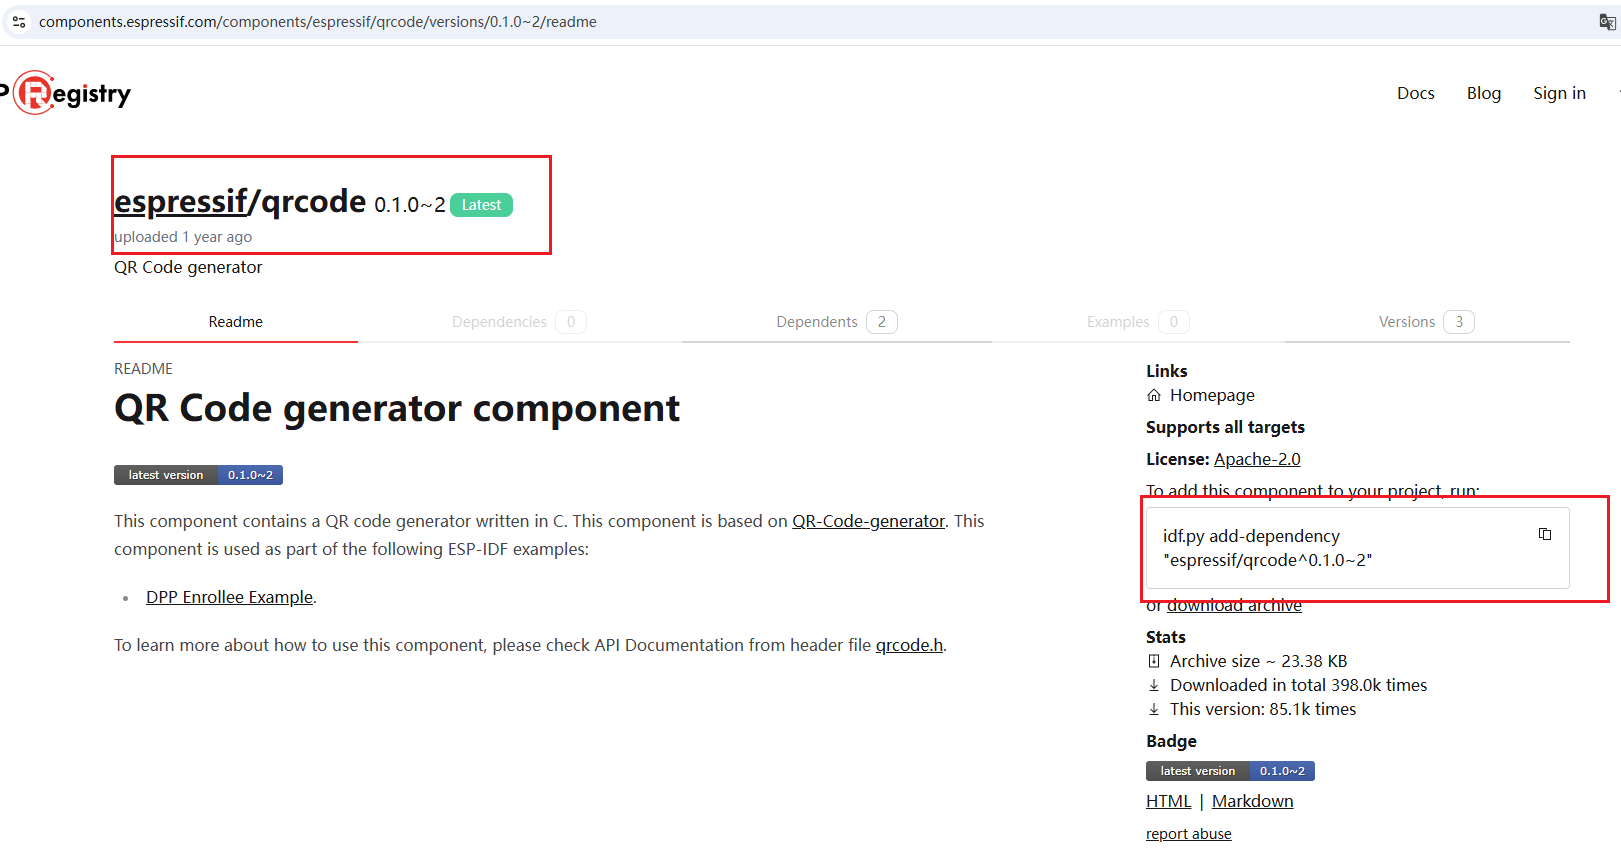 components.espressif.com/components/espressif/qrcode/versions/0.1.0~2/readme
P Registry
Docs Blog Sign in
espressif/qrcode 0.1.0~2 Latest
uploaded 1 year ago
QR Code generator
Readme Dependencies 0 Dependents 2 Examples 0 Versions 3
README
QR Code generator component
latest version 0.1.0~2
This component contains a QR code generator written in C. This component is based on QR-Code-generator. This
component is used as part of the following ESP-IDF examples:
• DPP Enrollee Example.
To learn more about how to use this component, please check API Documentation from header file qrcode.h.
Links
Homepage
Supports all targets
License: Apache-2.0
To add this component to your project, run:
idf.py add-dependency
"espressif/qrcode^0.1.0~2"
or download archive
Stats
Archive size ~ 23.38 KB
Downloaded in total 398.0k times
This version: 85.1k times
Badge
latest version 0.1.0~2
HTML | Markdown
report abuse